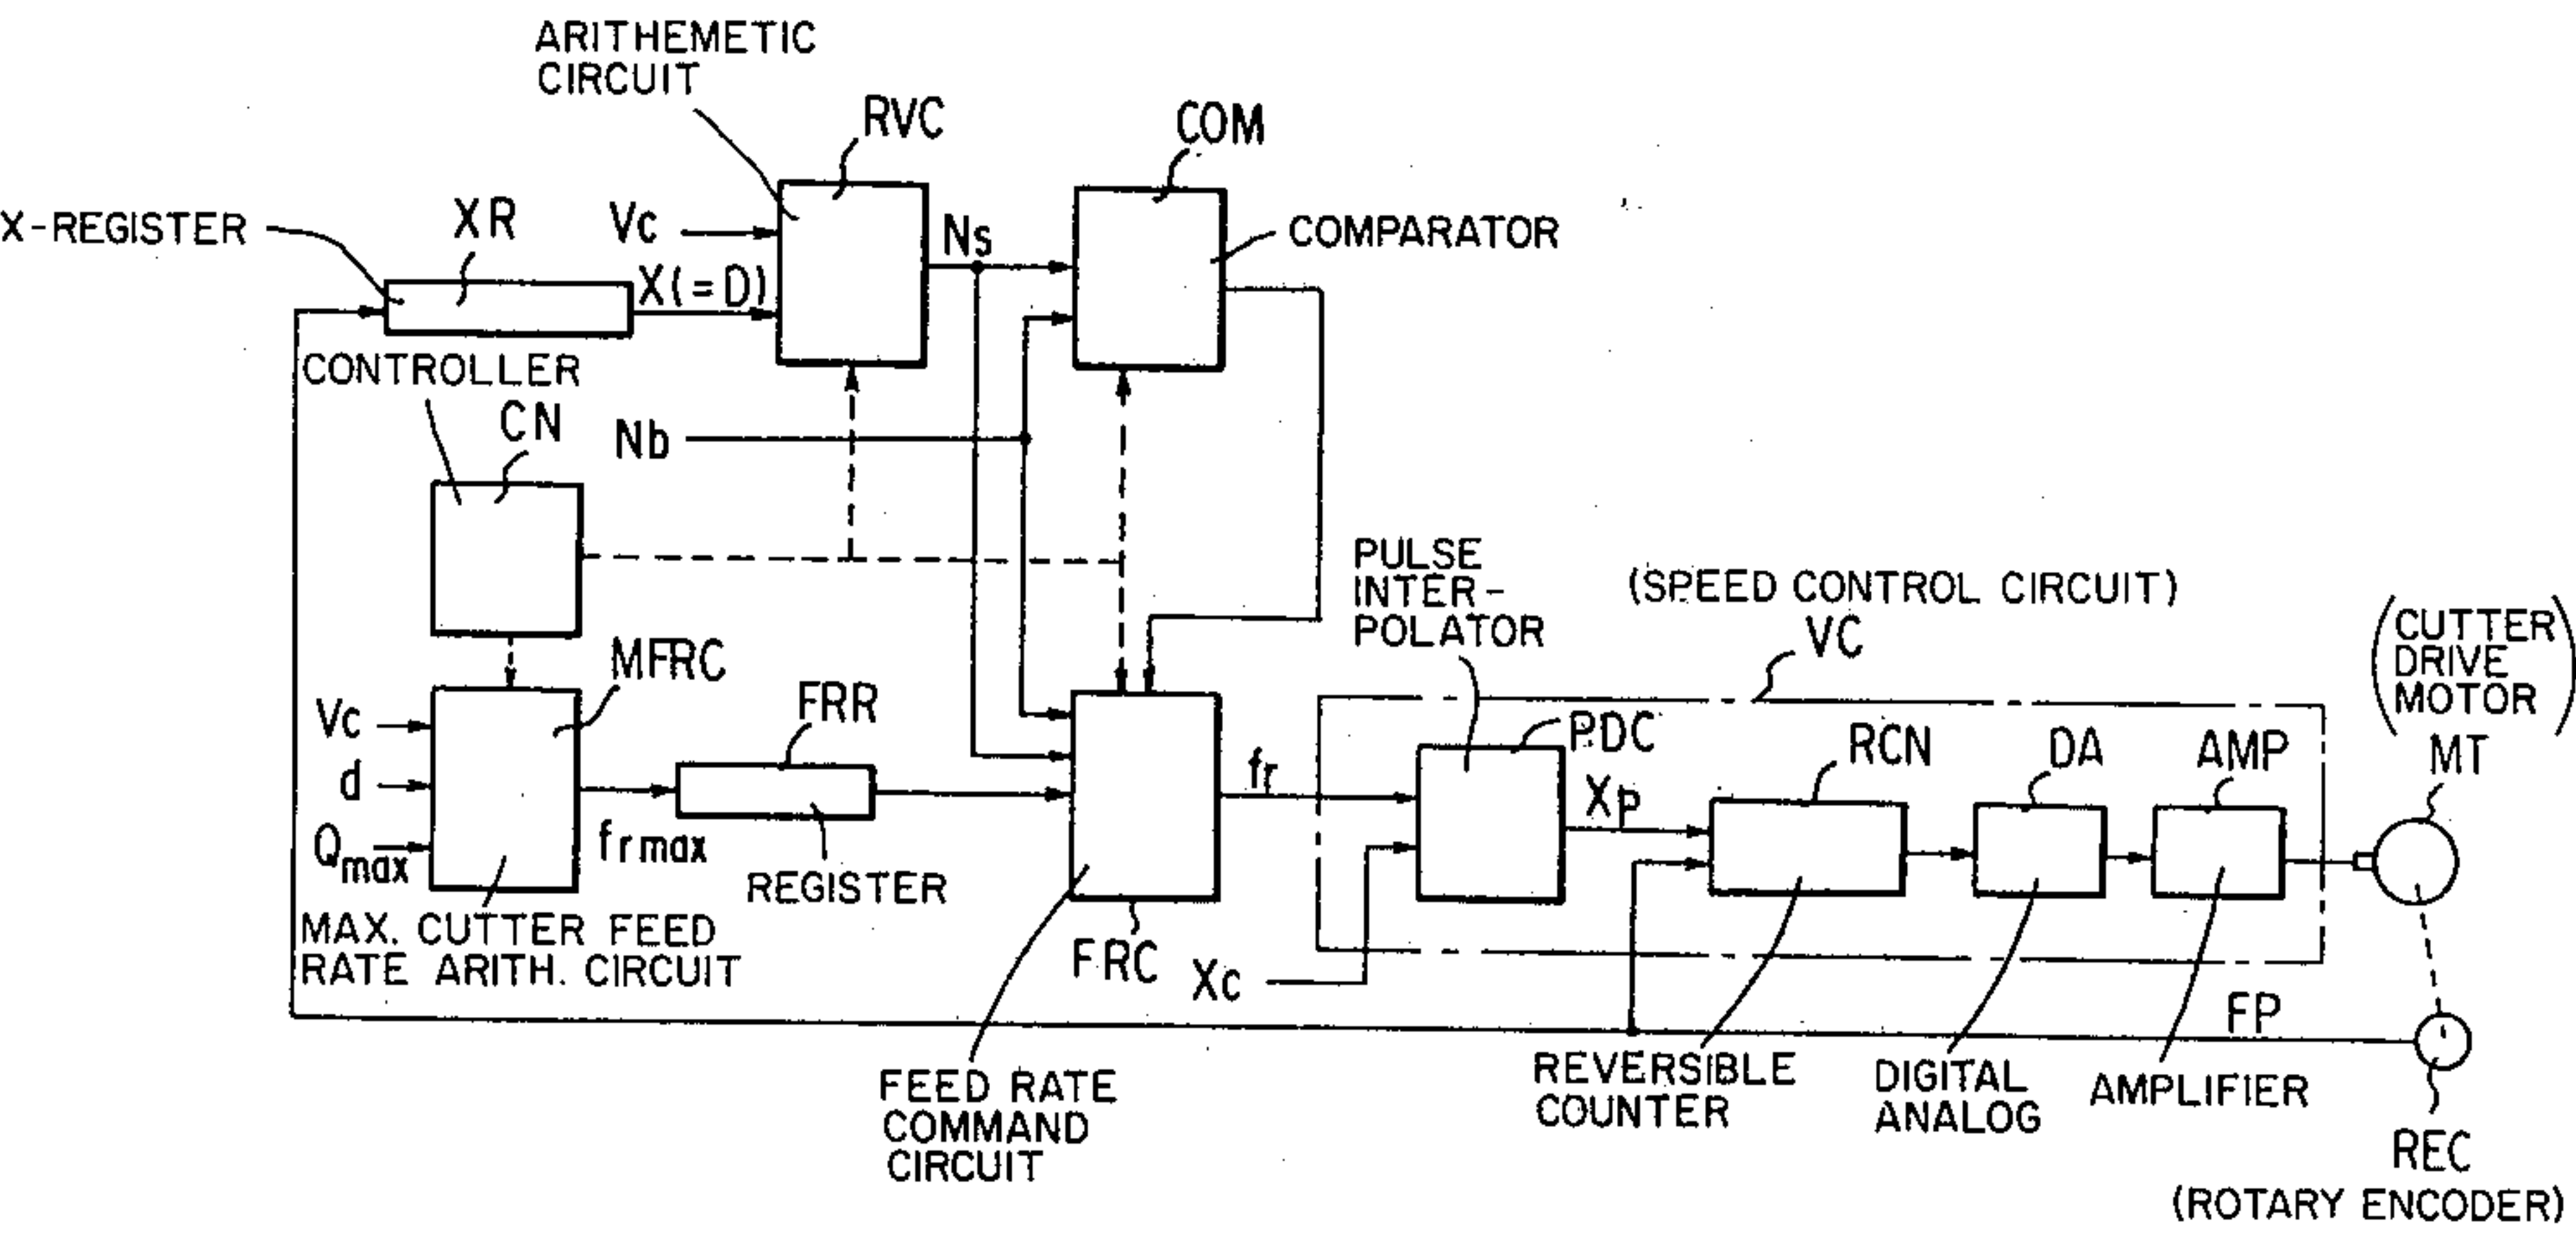 ARITHEMETIC
CIRCUIT
RVC
COM
X-REGISTER
XR
Vc
Ns
COMPARATOR
X(=D)
CONTROLLER
CN
Nb
PULSE
INTER-
POLATOR
(SPEED CONTROL CIRCUIT)
VC
(CUTTER
DRIVE
MOTOR)
MT
MFRC
FRR
Vc
d
Qmax
frmax
REGISTER
fr
PDC
Xp
RCN
DA
AMP
MAX. CUTTER FEED
RATE ARITH. CIRCUIT
FRC
Xc
FP
FEED RATE
COMMAND
CIRCUIT
REVERSIBLE
COUNTER
DIGITAL
ANALOG
AMPLIFIER
REC
(ROTARY ENCODER)